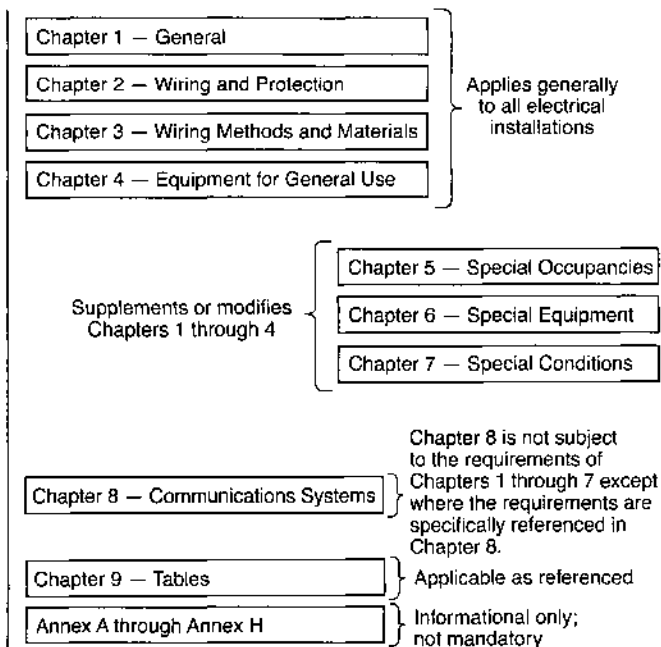 Chapter 1 — General
Chapter 2 — Wiring and Protection
Chapter 3 — Wiring Methods and Materials
Chapter 4 — Equipment for General Use
Applies generally
to all electrical
installations
Supplements or modifies
Chapters 1 through 4
Chapter 5 — Special Occupancies
Chapter 6 — Special Equipment
Chapter 7 — Special Conditions
Chapter 8 — Communications Systems
Chapter 8 is not subject
to the requirements of
Chapters 1 through 7 except
where the requirements are
specifically referenced in
Chapter 8.
Chapter 9 — Tables
Applicable as referenced
Annex A through Annex H
Informational only;
not mandatory